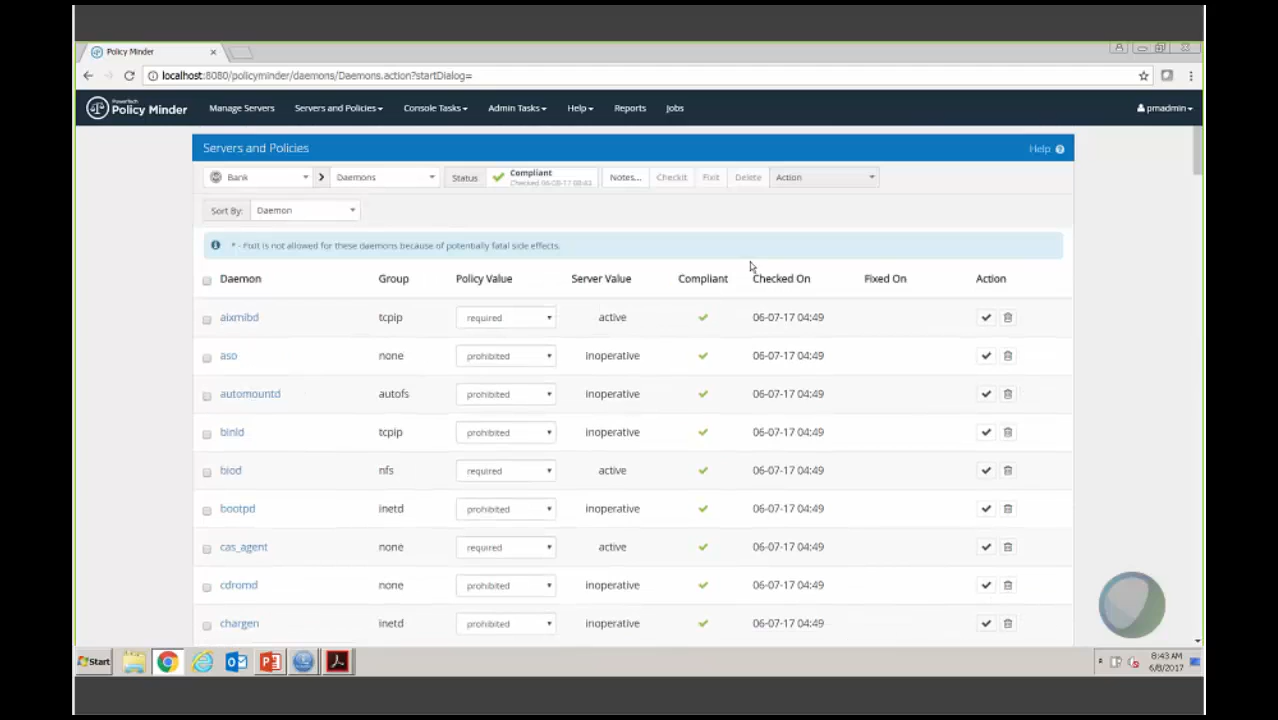 Policy Minder
localhost:8080/policyminder/daemons/Daemons.action?startDialog=
PowerTech
Policy Minder Manage Servers Servers and Policies Console Tasks Admin Tasks Help Reports Jobs pmadmin
Servers and Policies Help
Bank Daemons Status Compliant Notes... CheckIt FixIt Delete Action
Checked 06-08-17 08:43
Sort By: Daemon
* - FixIt is not allowed for these daemons because of potentially fatal side effects.
Daemon Group Policy Value Server Value Compliant Checked On Fixed On Action
aixmibd tcpip required active 06-07-17 04:49
aso none prohibited inoperative 06-07-17 04:49
automountd autofs prohibited inoperative 06-07-17 04:49
binld tcpip prohibited inoperative 06-07-17 04:49
biod nfs required active 06-07-17 04:49
bootpd inetd prohibited inoperative 06-07-17 04:49
cas_agent none required active 06-07-17 04:49
cdromd none prohibited inoperative 06-07-17 04:49
chargen inetd prohibited inoperative 06-07-17 04:49
Start
8:43 AM
6/8/2017